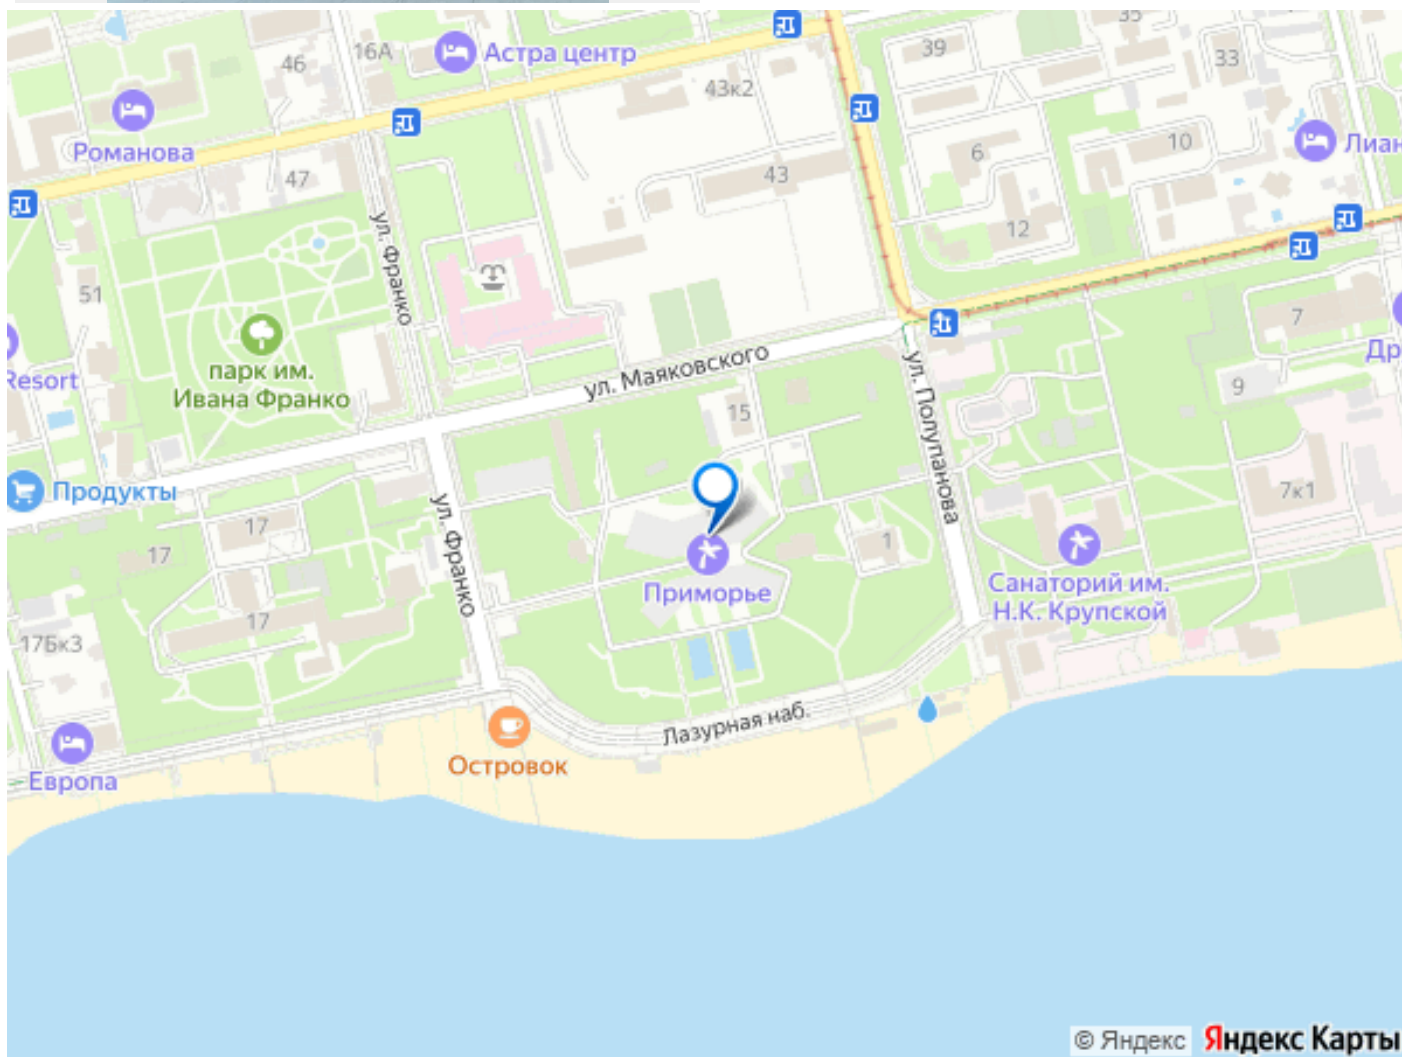 46
16А
Астра центр
43к2
39
35
33
Романова
47
ул. Франко
43
6
10
Лиан
12
51
парк им.
Ивана Франко
Resort
ул. Маяковского
15
ул. Полупанова
7
Др
9
Продукты
17
17
ул. Франко
1
7к1
Приморье
Санаторий им.
Н.К. Крупской
17
17Бк3
Лазурная наб.
Европа
Островок
© Яндекс Яндекс Карты